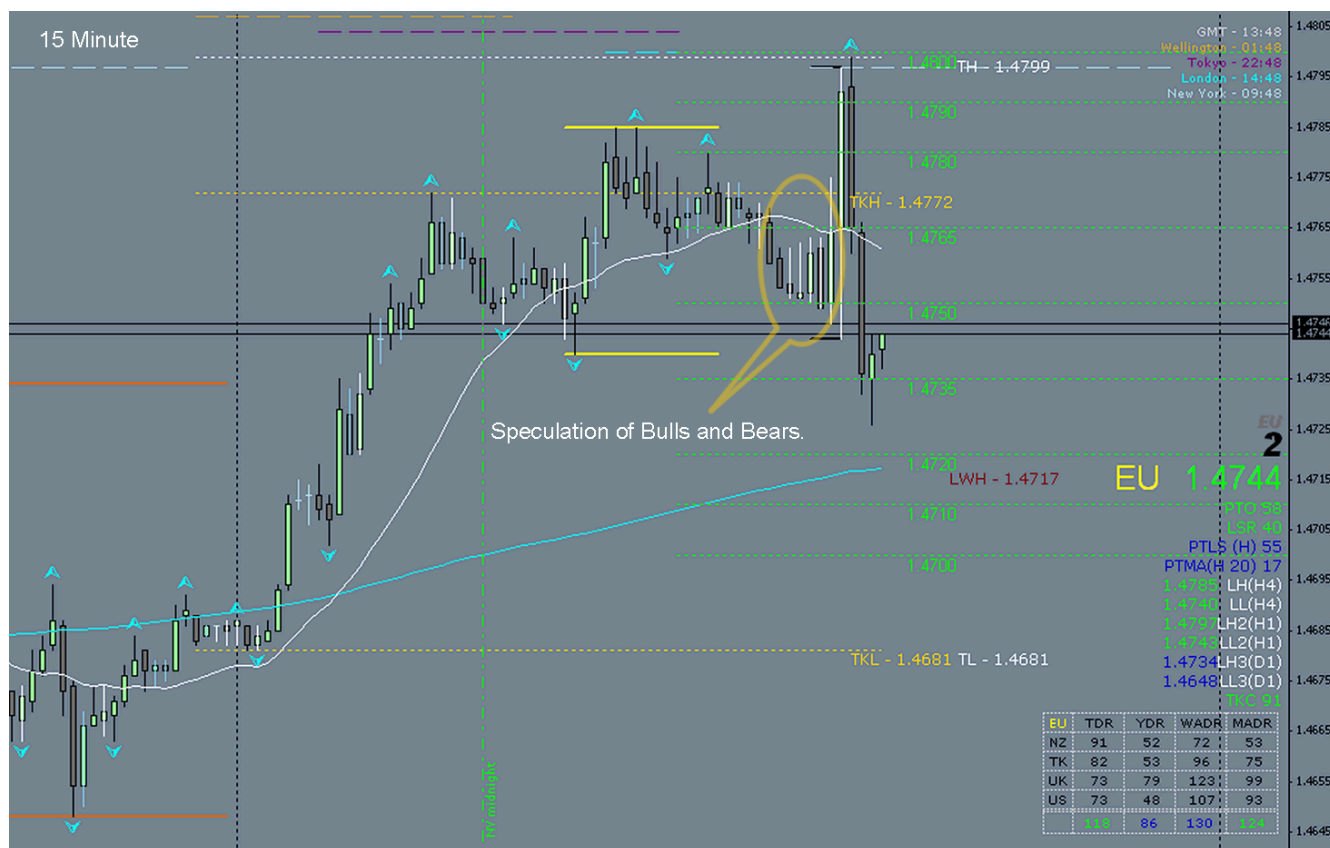 15 Minute
GMT - 13:48
Wellington - 01:48
Tokyo - 22:48
London - 14:48
New York - 09:48
1.4800
TH - 1.4799
1.4790
1.4780
TKH - 1.4772
1.4765
1.4750
1.4735
Speculation of Bulls and Bears.
1.4720
LWH - 1.4717
1.4710
1.4700
EU
2
EU 1.4744
PTO 58
LSR 40
PTLS (H) 55
PTMA(H 20) 17
1.4785 LH(H4)
1.4740 LL(H4)
1.4797 LH2(H1)
1.4743 LL2(H1)
1.4734 LH3(D1)
1.4648 LL3(D1)
TKC 91
TKL - 1.4681 TL - 1.4681
NY midnight
EU TDR YDR WADR MADR
NZ 91 52 72 53
TK 82 53 96 75
UK 73 79 123 99
US 73 48 107 93
118 86 130 124
1.4805
1.4795
1.4785
1.4775
1.4765
1.4755
1.4746
1.4744
1.4735
1.4725
1.4715
1.4705
1.4695
1.4685
1.4675
1.4665
1.4655
1.4645